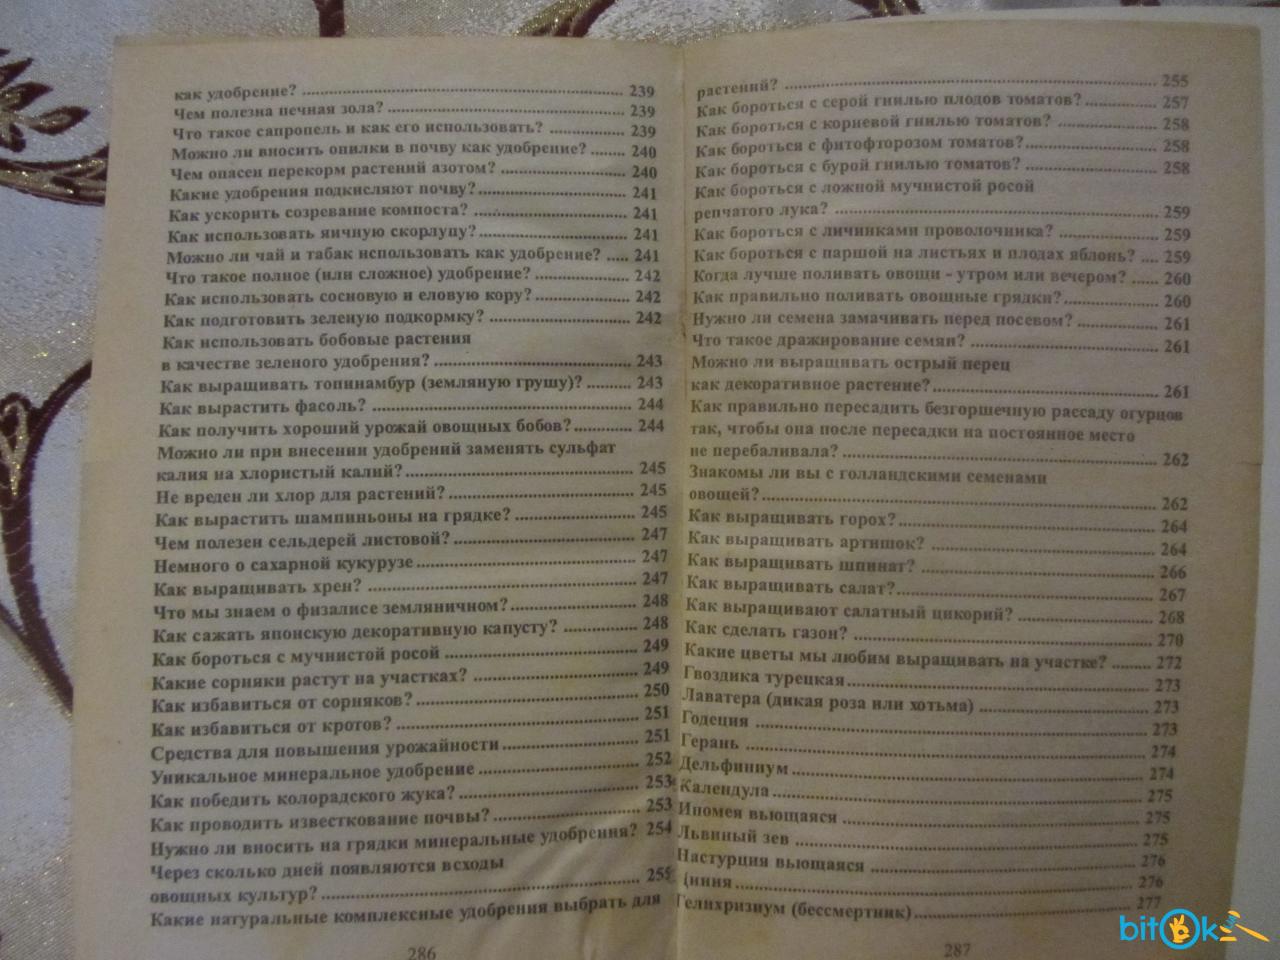 как удобрение? ........ 239
Чем полезна печная зола? ........ 239
Что такое сапропель и как его использовать? ........ 239
Можно ли вносить опилки в почву как удобрение? ........ 240
Чем опасен перекорм растений азотом? ........ 240
Какие удобрения подкисляют почву? ........ 241
Как ускорить созревание компоста? ........ 241
Как использовать яичную скорлупу? ........ 241
Можно ли чай и табак использовать как удобрение? ..... 241
Что такое полное (или сложное) удобрение? ........ 242
Как использовать сосновую и еловую кору? ........ 242
Как подготовить зеленую подкормку? ........ 242
Как использовать бобовые растения
в качестве зеленого удобрения? ........ 243
Как выращивать топинамбур (земляную грушу)? ........ 243
Как вырастить фасоль? ........ 244
Как получить хороший урожай овощных бобов? ........ 244
Можно ли при внесении удобрений заменять сульфат
калия на хлористый калий? ........ 245
Не вреден ли хлор для растений? ........ 245
Как вырастить шампиньоны на грядке? ........ 245
Чем полезен сельдерей листовой? ........ 247
Немного о сахарной кукурузе ........ 247
Как выращивать хрен? ........ 247
Что мы знаем о физалисе земляничном? ........ 248
Как сажать японскую декоративную капусту? ........ 248
Как бороться с мучнистой росой ........ 249
Какие сорняки растут на участках? ........ 249
Как избавиться от сорняков? ........ 250
Как избавиться от кротов? ........ 251
Средства для повышения урожайности ........ 251
Уникальное минеральное удобрение ........ 252
Как победить колорадского жука? ........ 253
Как проводить известкование почвы? ........ 253
Нужно ли вносить на грядки минеральные удобрения? 254
Через сколько дней появляются всходы
овощных культур? ........ 255
Какие натуральные комплексные удобрения выбрать для
286
растений? ........ 255
Как бороться с серой гнилью плодов томатов? ........ 257
Как бороться с корневой гнилью томатов? ........ 258
Как бороться с фитофторозом томатов? ........ 258
Как бороться с бурой гнилью томатов? ........ 258
Как бороться с ложной мучнистой росой
репчатого лука? ........ 259
Как бороться с личинками проволочника? ........ 259
Как бороться с паршой на листьях и плодах яблонь? .... 259
Когда лучше поливать овощи - утром или вечером? ...... 260
Как правильно поливать овощные грядки? ........ 260
Нужно ли семена замачивать перед посевом? ........ 261
Что такое дражирование семян? ........ 261
Можно ли выращивать острый перец
как декоративное растение? ........ 261
Как правильно пересадить безгоршечную рассаду огурцов
так, чтобы она после пересадки на постоянное место
не перебаливала? ........ 262
Знакомы ли вы с голландскими семенами
овощей? ........ 262
Как выращивать горох? ........ 264
Как выращивать артишок? ........ 264
Как выращивать шпинат? ........ 266
Как выращивать салат? ........ 267
Как выращивают салатный цикорий? ........ 268
Как сделать газон? ........ 270
Какие цветы мы любим выращивать на участке? ........ 272
Гвоздика турецкая ........ 273
Лаватера (дикая роза или хотьма) ........ 273
Годеция ........ 273
Герань ........ 274
Дельфиниум ........ 274
Календула ........ 275
Ипомея вьющаяся ........ 275
Львиный зев ........ 275
Настурция вьющаяся ........ 276
Циния ........ 276
Гелихризиум (бессмертник) ........ 277
287
bitOk